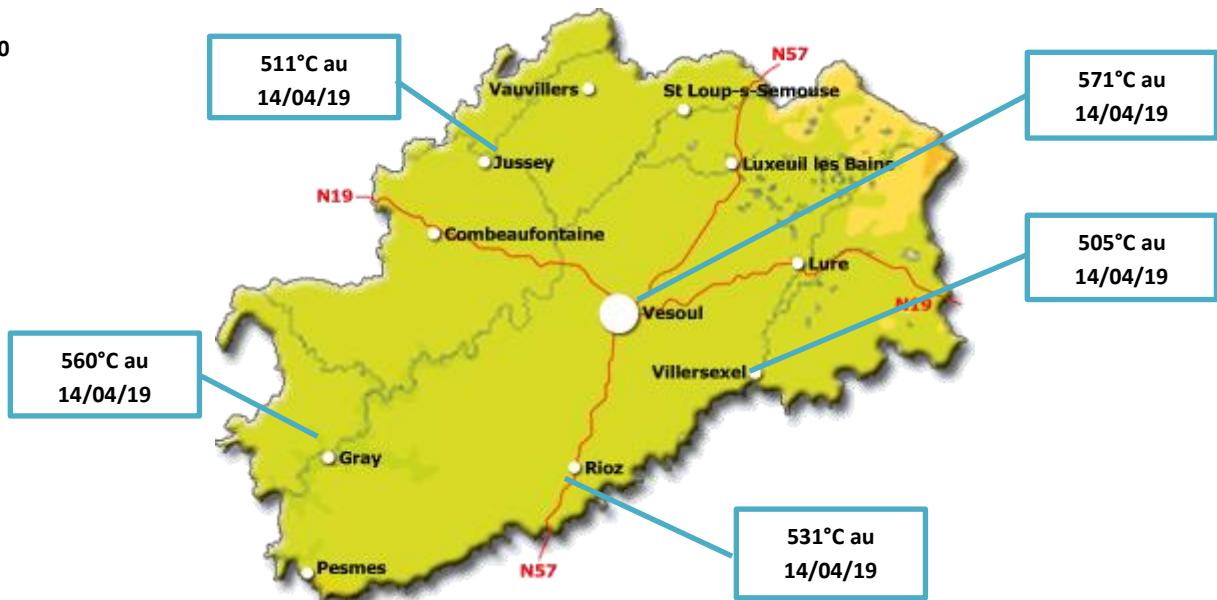 0
511°C au
14/04/19
N57
571°C au
14/04/19
Vauvillers
St Loup-s-Semouse
Jussey
Luxeuil les Bains
N19
Combeaufontaine
505°C au
14/04/19
Lure
Vesoul
N19
560°C au
14/04/19
Villersexel
Gray
Rioz
531°C au
14/04/19
Pesmes
N57